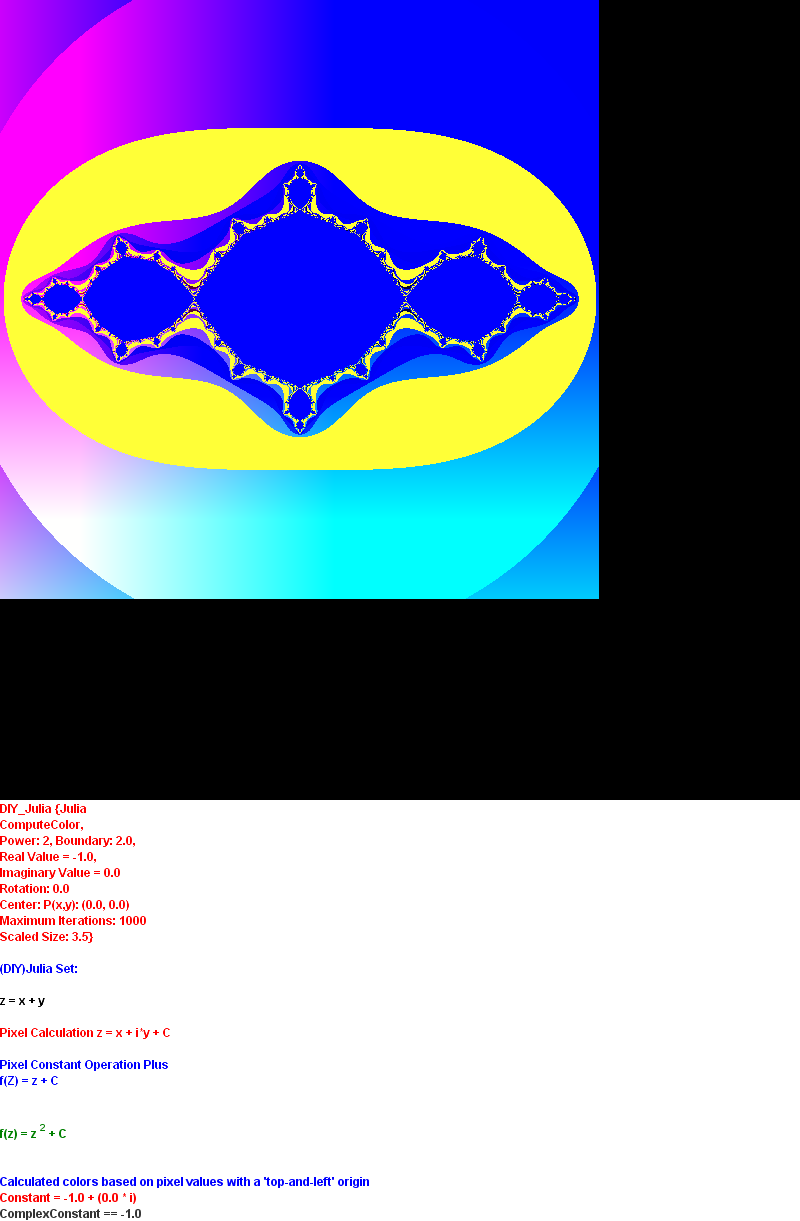 DIY_Julia {Julia
ComputeColor,
Power: 2, Boundary: 2.0,
Real Value = -1.0,
Imaginary Value = 0.0
Rotation: 0.0
Center: P(x,y): (0.0, 0.0)
Maximum Iterations: 1000
Scaled Size: 3.5}
(DIY)Julia Set:
z = x + y
Pixel Calculation z = x + i*y + C
Pixel Constant Operation Plus
f(Z) = z + C
f(z) = z 2 + C
Calculated colors based on pixel values with a 'top-and-left' origin
Constant = -1.0 + (0.0 * i)
ComplexConstant == -1.0